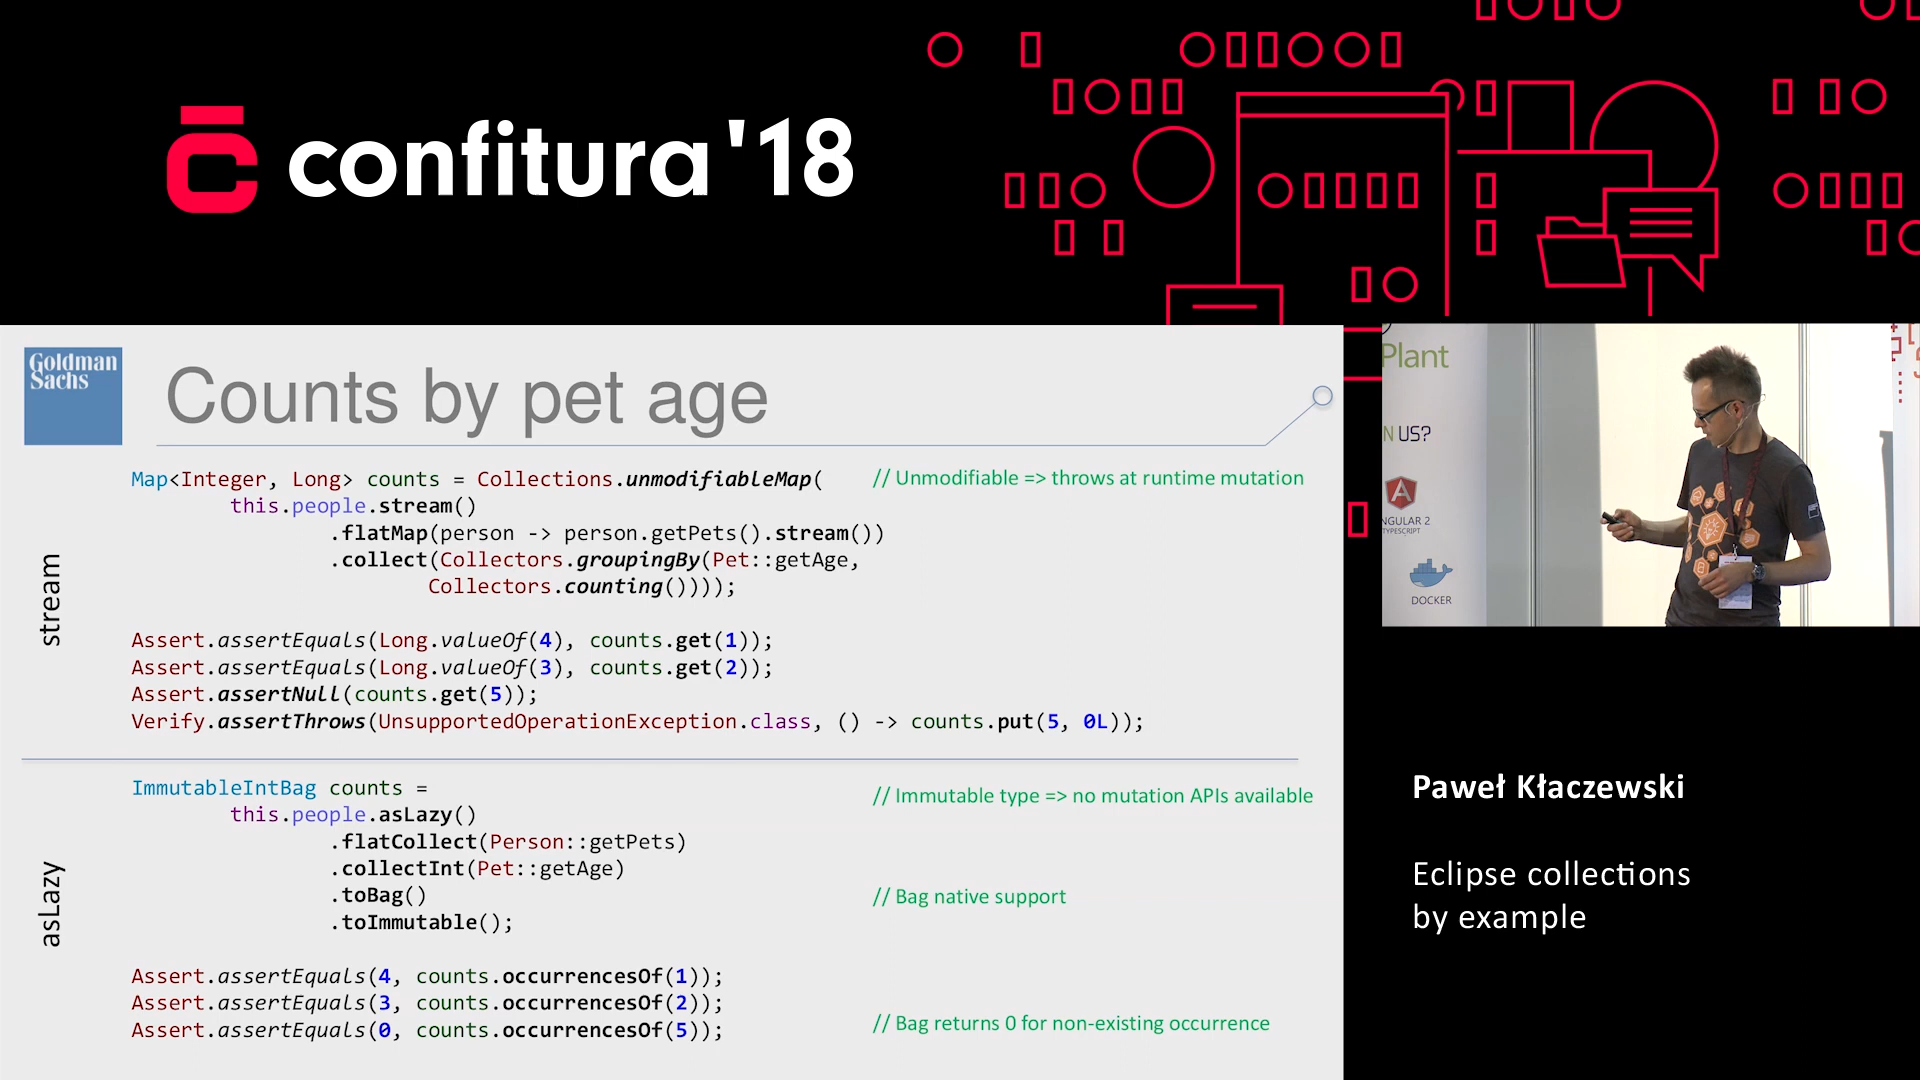 confitura '18
Goldman
Sachs
Counts by pet age
stream
Map<Integer, Long> counts = Collections.unmodifiableMap( // Unmodifiable => throws at runtime mutation
this.people.stream()
.flatMap(person -> person.getPets().stream())
.collect(Collectors.groupingBy(Pet::getAge,
Collectors.counting())));
Assert.assertEquals(Long.valueOf(4), counts.get(1));
Assert.assertEquals(Long.valueOf(3), counts.get(2));
Assert.assertNull(counts.get(5));
Verify.assertThrows(UnsupportedOperationException.class, () -> counts.put(5, 0L));
asLazy
ImmutableIntBag counts = // Immutable type => no mutation APIs available
this.people.asLazy()
.flatCollect(Person::getPets)
.collectInt(Pet::getAge)
.toBag() // Bag native support
.toImmutable();
Assert.assertEquals(4, counts.occurrencesOf(1));
Assert.assertEquals(3, counts.occurrencesOf(2));
Assert.assertEquals(0, counts.occurrencesOf(5)); // Bag returns 0 for non-existing occurrence
Plant
N US?
NGULAR 2
TYPESCRIPT
DOCKER
Paweł Kłaczewski
Eclipse collections
by example